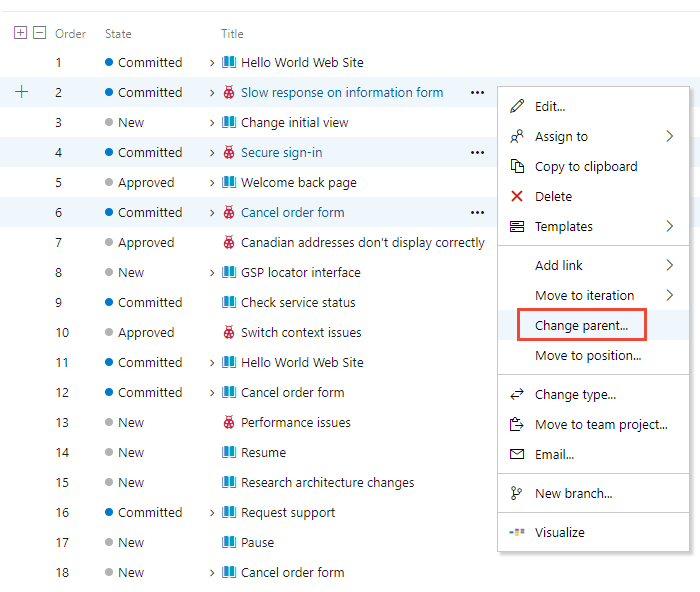 Order State Title
1 Committed Hello World Web Site
2 Committed Slow response on information form
3 New Change initial view
4 Committed Secure sign-in
5 Approved Welcome back page
6 Committed Cancel order form
7 Approved Canadian addresses don't display correctly
8 New GSP locator interface
9 Committed Check service status
10 Approved Switch context issues
11 Committed Hello World Web Site
12 Committed Cancel order form
13 New Performance issues
14 New Resume
15 New Research architecture changes
16 Committed Request support
17 New Pause
18 New Cancel order form
Edit...
Assign to
Copy to clipboard
Delete
Templates
Add link
Move to iteration
Change parent...
Move to position...
Change type...
Move to team project...
Email...
New branch...
Visualize